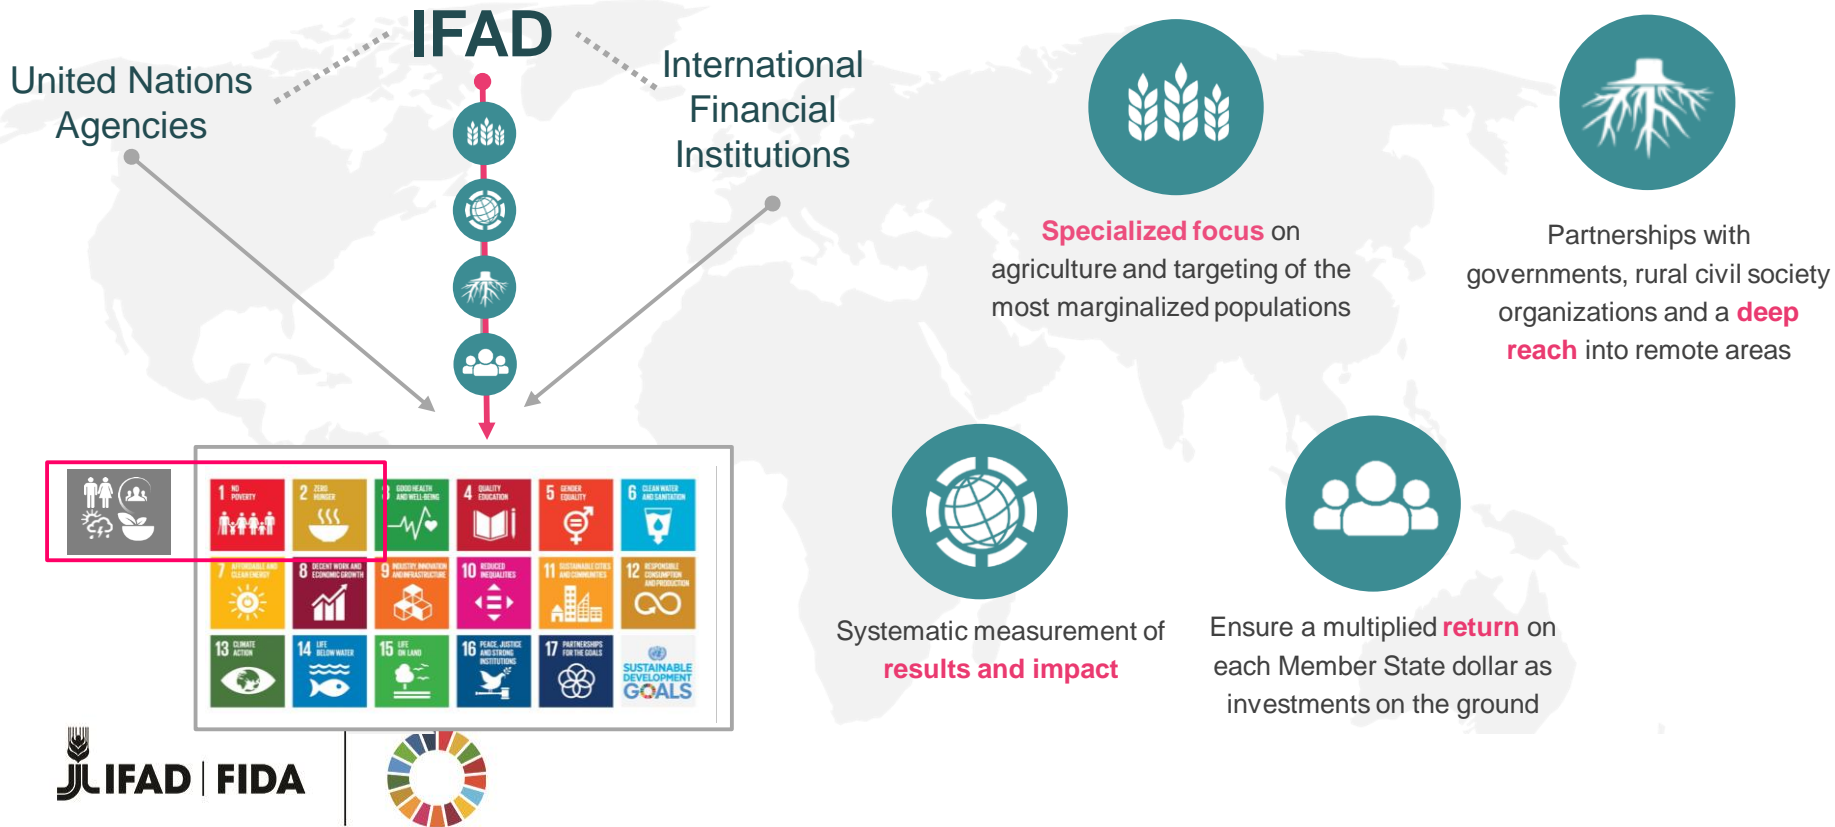 IFAD
United Nations
Agencies
International
Financial
Institutions
Specialized focus on
agriculture and targeting of the
most marginalized populations
Partnerships with
governments, rural civil society
organizations and a deep
reach into remote areas
Systematic measurement of
results and impact
Ensure a multiplied return on
each Member State dollar as
investments on the ground
1 NO
POVERTY
2 ZERO
HUNGER
3 GOOD HEALTH
AND WELL-BEING
4 QUALITY
EDUCATION
5 GENDER
EQUALITY
6 CLEAN WATER
AND SANITATION
7 AFFORDABLE AND
CLEAN ENERGY
8 DECENT WORK AND
ECONOMIC GROWTH
9 INDUSTRY, INNOVATION
AND INFRASTRUCTURE
10 REDUCED
INEQUALITIES
11 SUSTAINABLE CITIES
AND COMMUNITIES
12 RESPONSIBLE
CONSUMPTION
AND PRODUCTION
13 CLIMATE
ACTION
14 LIFE
BELOW WATER
15 LIFE
ON LAND
16 PEACE, JUSTICE
AND STRONG
INSTITUTIONS
17 PARTNERSHIPS
FOR THE GOALS
SUSTAINABLE
DEVELOPMENT
GOALS
IFAD | FIDA